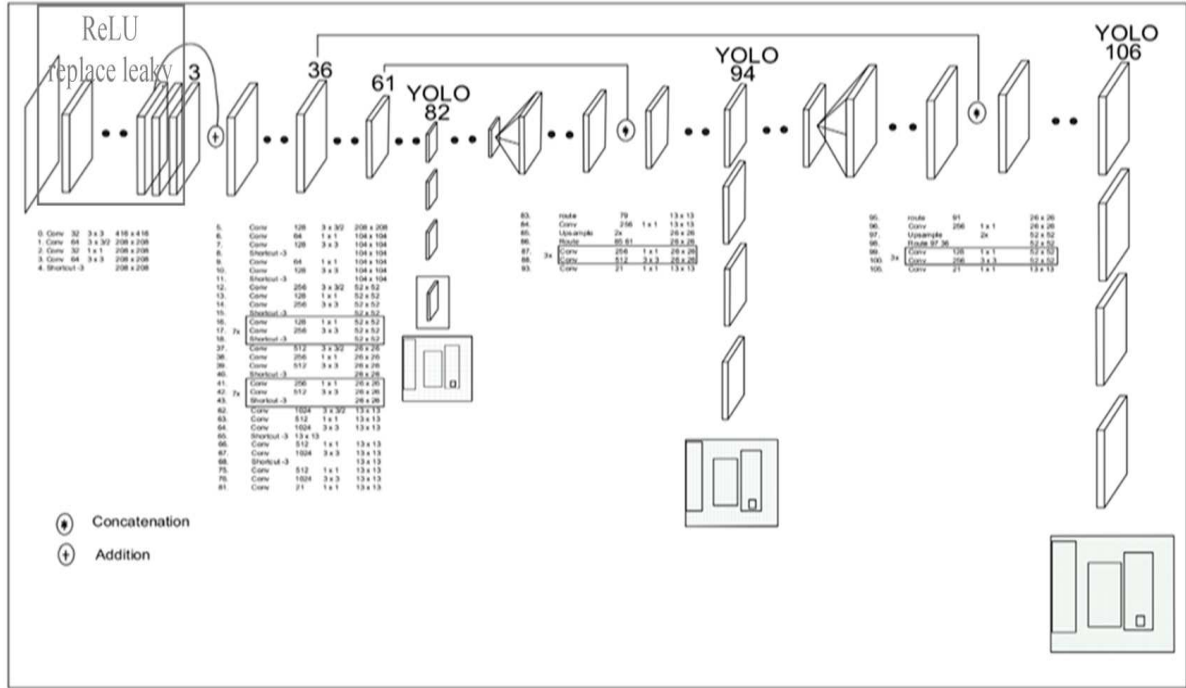 ReLU
replace leaky
3
36
61
YOLO
82
YOLO
94
YOLO
106
0. Conv 32 3 x 3 416 x 416
1. Conv 64 3 x 3/2 208 x 208
2. Conv 32 1 x 1 208 x 208
3. Conv 64 3 x 3 208 x 208
4. Shortcut -3 208 x 208
5. Conv 128 3 x 3/2 208 x 208
6. Conv 64 1 x 1 104 x 104
7. Conv 128 3 x 3 104 x 104
8. Shortcut -3 104 x 104
9. Conv 64 1 x 1 104 x 104
10. Conv 128 3 x 3 104 x 104
11. Shortcut -3 104 x 104
12. Conv 256 3 x 3/2 52 x 52
13. Conv 128 1 x 1 52 x 52
14. Conv 256 3 x 3 52 x 52
15. Shortcut -3 52 x 52
16. Conv 128 1 x 1 52 x 52
17. 7x Conv 256 3 x 3 52 x 52
18. Shortcut -3 52 x 52
37. Conv 512 3 x 3/2 26 x 26
38. Conv 256 1 x 1 26 x 26
39. Conv 512 3 x 3 26 x 26
40. Shortcut -3 26 x 26
41. Conv 256 1 x 1 26 x 26
42. 7x Conv 512 3 x 3 26 x 26
43. Shortcut -3 26 x 26
62. Conv 1024 3 x 3/2 13 x 13
63. Conv 512 1 x 1 13 x 13
64. Conv 1024 3 x 3 13 x 13
65. Shortcut -3 13 x 13
66. Conv 512 1 x 1 13 x 13
67. Conv 1024 3 x 3 13 x 13
68. Shortcut -3 13 x 13
75. Conv 512 1 x 1 13 x 13
76. Conv 1024 3 x 3 13 x 13
81. Conv 21 1 x 1 13 x 13
83. route 79 13 x 13
84. Conv 256 1 x 1 13 x 13
85. Upsample 2x 26 x 26
86. Route 85 61 26 x 26
87. Conv 256 1 x 1 26 x 26
3x
88. Conv 512 3 x 3 26 x 26
93. Conv 21 1 x 1 13 x 13
95. route 91 26 x 26
96. Conv 256 1 x 1 26 x 26
97. Upsample 2x 52 x 52
98. Route 97 36 52 x 52
99. Conv 128 1 x 1 52 x 52
3x
100. Conv 256 3 x 3 52 x 52
105. Conv 21 1 x 1 13 x 13
Concatenation
Addition